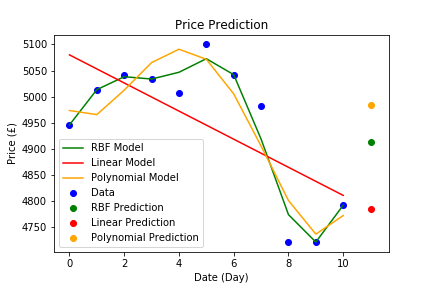 Price Prediction
Price (£)
5100
5050
5000
4950
4900
4850
4800
4750
RBF Model
Linear Model
Polynomial Model
Data
RBF Prediction
Linear Prediction
Polynomial Prediction
0 2 4 6 8 10
Date (Day)